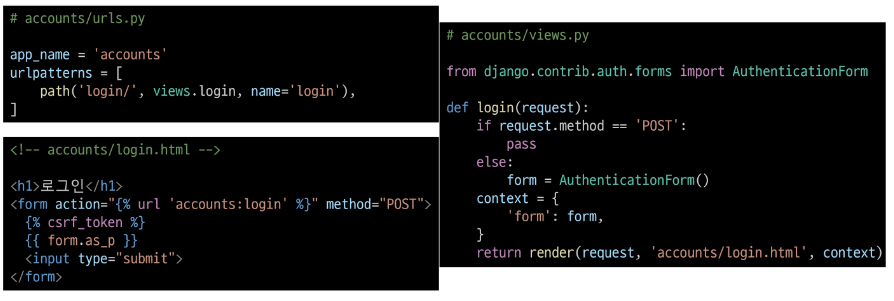 # accounts/urls.py
app_name = 'accounts'
urlpatterns = [
    path('login/', views.login, name='login'),
]
<!-- accounts/login.html -->
<h1>로그인</h1>
<form action="{% url 'accounts:login' %}" method="POST">
  {% csrf_token %}
  {{ form.as_p }}
  <input type="submit">
</form>
# accounts/views.py
from django.contrib.auth.forms import AuthenticationForm
def login(request):
    if request.method == 'POST':
        pass
    else:
        form = AuthenticationForm()
    context = {
        'form': form,
    }
    return render(request, 'accounts/login.html', context)